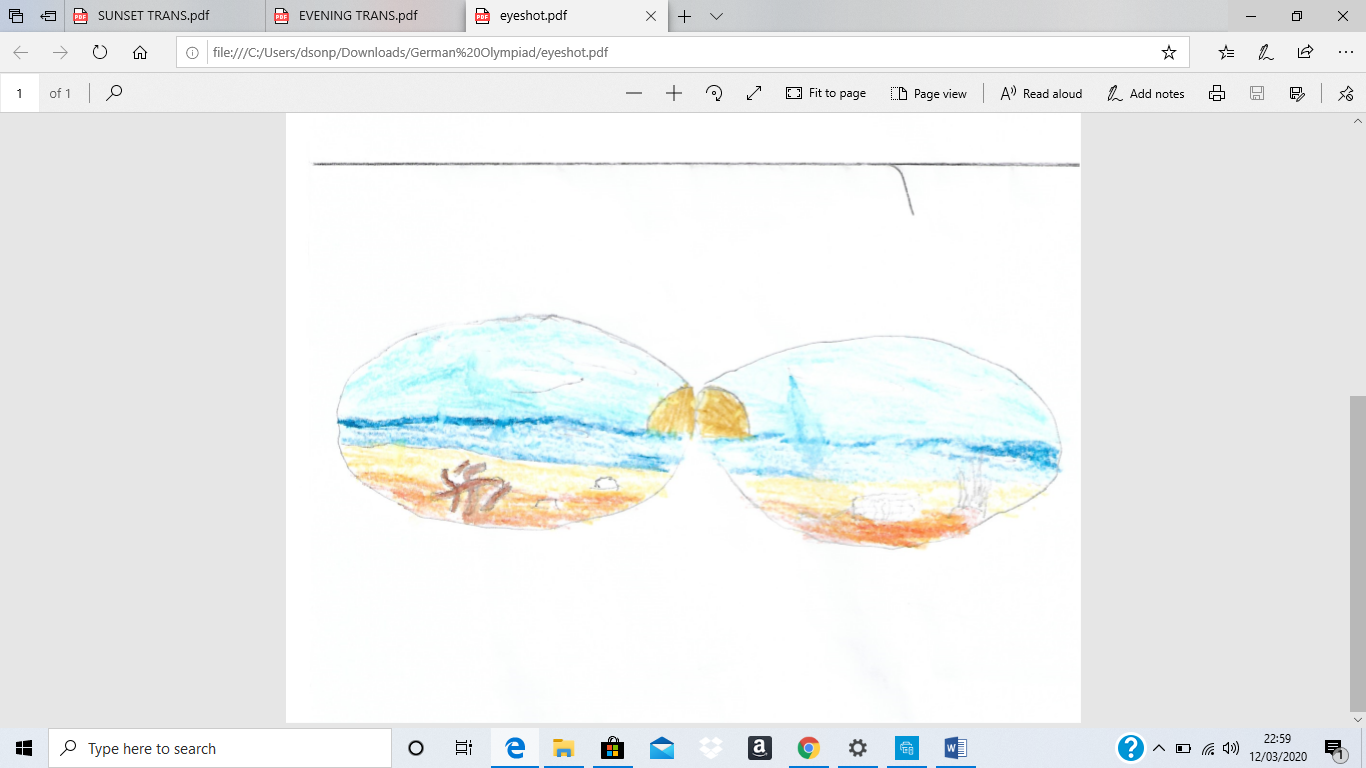 SUNSET TRANS.pdf EVENING TRANS.pdf eyeshot.pdf
file:///C:/Users/dsonp/Downloads/German%20Olympiad/eyeshot.pdf
1 of 1 Fit to page Page view Read aloud Add notes
Type here to search
22:59
12/03/2020
1